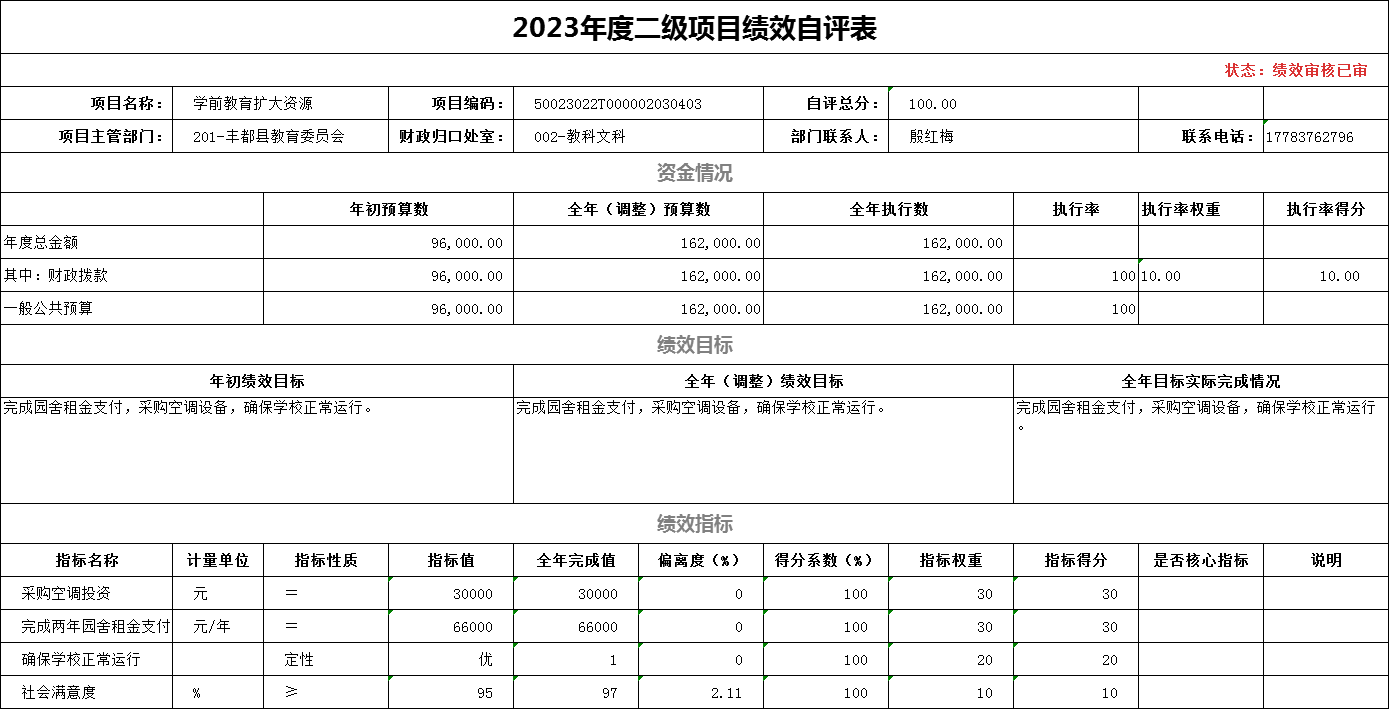 2023年度二级项目绩效自评表
状态：绩效审核已审
项目名称： 学前教育扩大资源 项目编码： 50023022T000002030403 自评总分： 100.00
项目主管部门： 201-丰都县教育委员会 财政归口处室： 002-教科文科 部门联系人： 殷红梅 联系电话： 17783762796
资金情况
年初预算数 全年（调整）预算数 全年执行数 执行率 执行率权重 执行率得分
年度总金额 96,000.00 162,000.00 162,000.00
其中：财政拨款 96,000.00 162,000.00 162,000.00 100 10.00 10.00
一般公共预算 96,000.00 162,000.00 162,000.00 100
绩效目标
年初绩效目标 全年（调整）绩效目标 全年目标实际完成情况
完成园舍租金支付，采购空调设备，确保学校正常运行。 完成园舍租金支付，采购空调设备，确保学校正常运行。 完成园舍租金支付，采购空调设备，确保学校正常运行
。
绩效指标
指标名称 计量单位 指标性质 指标值 全年完成值 偏离度（%） 得分系数（%） 指标权重 指标得分 是否核心指标 说明
采购空调投资 元 ＝ 30000 30000 0 100 30 30
完成两年园舍租金支付 元/年 ＝ 66000 66000 0 100 30 30
确保学校正常运行 定性 优 1 0 100 20 20
社会满意度 % ≥ 95 97 2.11 100 10 10